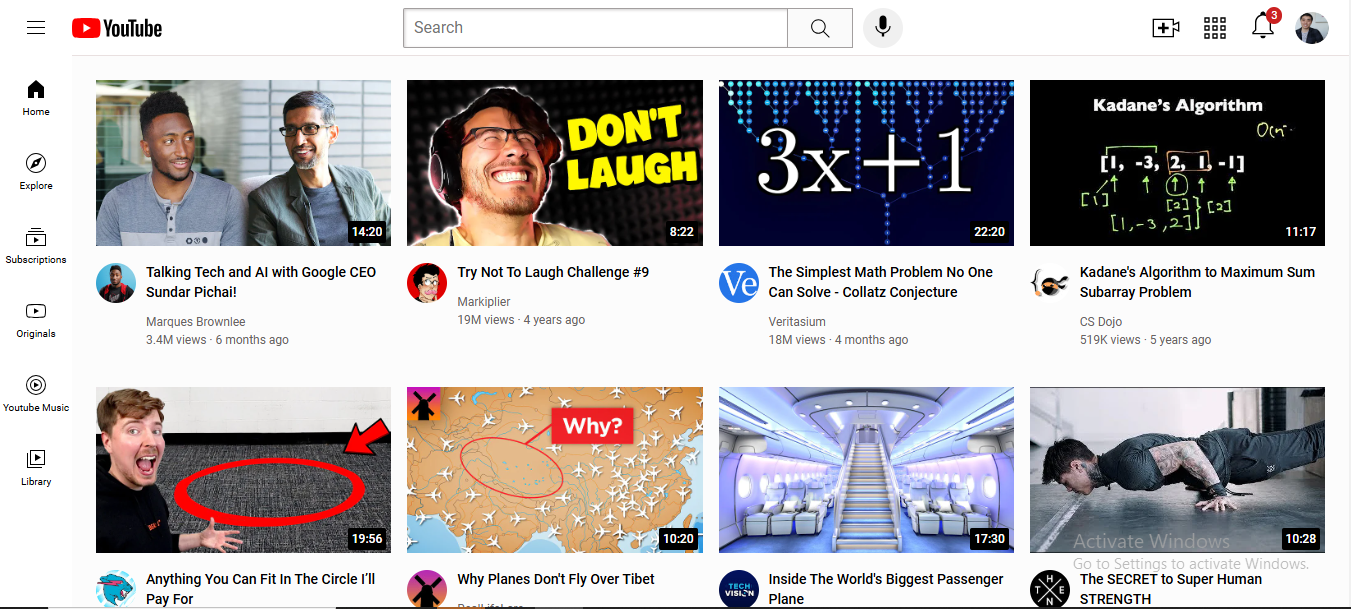 YouTube
Search
3
Home
Explore
Subscriptions
Originals
Youtube Music
Library
14:20
DON'T
LAUGH
8:22
3x+1
22:20
Kadane's Algorithm
[1, -3, 2, 1, -1]
[1]
[2]
[2]
[1,-3,2]
11:17
Talking Tech and AI with Google CEO
Sundar Pichai!
Marques Brownlee
3.4M views · 6 months ago
Try Not To Laugh Challenge #9
Markiplier
19M views · 4 years ago
Ve
The Simplest Math Problem No One
Can Solve - Collatz Conjecture
Veritasium
18M views · 4 months ago
Kadane's Algorithm to Maximum Sum
Subarray Problem
CS Dojo
519K views · 5 years ago
19:56
Why?
10:20
17:30
10:28
Activate Windows
Go to Settings to activate Windows.
Anything You Can Fit In The Circle I'll
Pay For
Why Planes Don't Fly Over Tibet
TECH
VISION
Inside The World's Biggest Passenger
Plane
THE
N
The SECRET to Super Human
STRENGTH